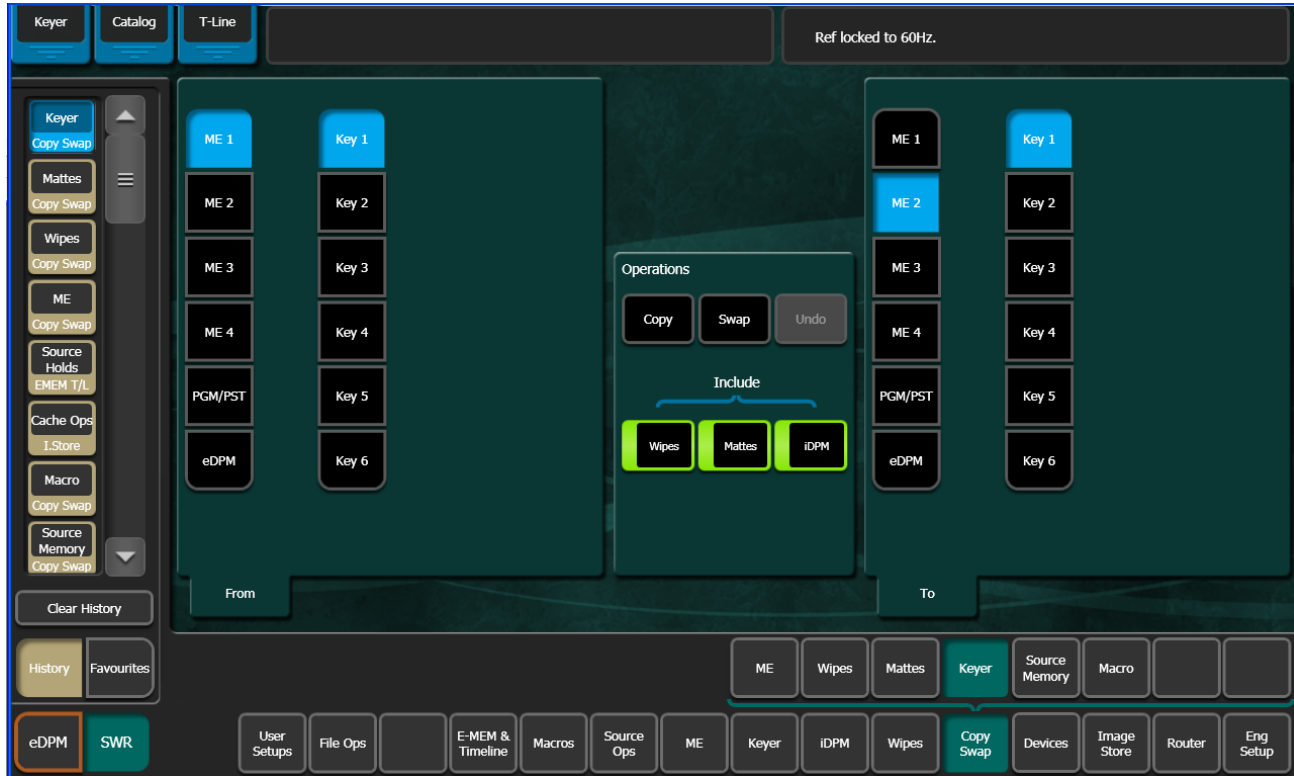 Keyer
Catalog
T-Line
Ref locked to 60Hz.
Keyer
Copy Swap
Mattes
Copy Swap
Wipes
Copy Swap
ME
Copy Swap
Source
Holds
EMEM T/L
Cache Ops
I.Store
Macro
Copy Swap
Source
Memory
Copy Swap
Clear History
History
Favourites
eDPM
SWR
ME 1
ME 2
ME 3
ME 4
PGM/PST
eDPM
Key 1
Key 2
Key 3
Key 4
Key 5
Key 6
From
Operations
Copy
Swap
Undo
Include
Wipes
Mattes
iDPM
ME 1
ME 2
ME 3
ME 4
PGM/PST
eDPM
Key 1
Key 2
Key 3
Key 4
Key 5
Key 6
To
ME
Wipes
Mattes
Keyer
Source
Memory
Macro
User
Setups
File Ops
E-MEM &
Timeline
Macros
Source
Ops
ME
Keyer
iDPM
Wipes
Copy
Swap
Devices
Image
Store
Router
Eng
Setup